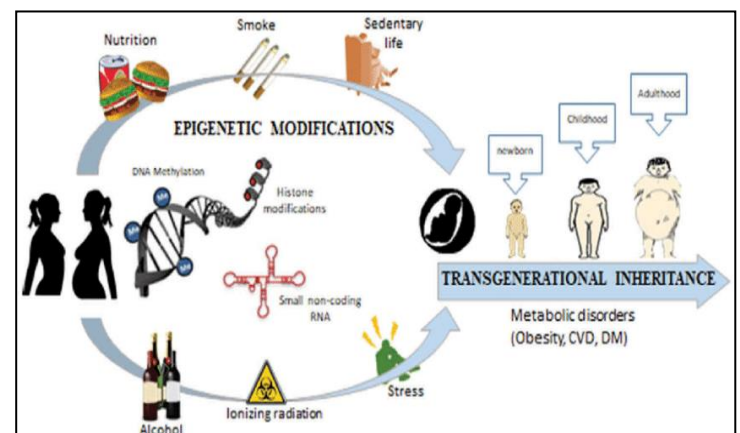 Nutrition
Smoke
Sedentary
life
EPIGENETIC MODIFICATIONS
DNA Methylation
Histone
modifications
Small non-coding
RNA
Alcohol
Ionizing radiation
Stress
newborn
Childhood
Adulthood
TRANSGENERATIONAL INHERITANCE
Metabolic disorders
(Obesity, CVD, DM)